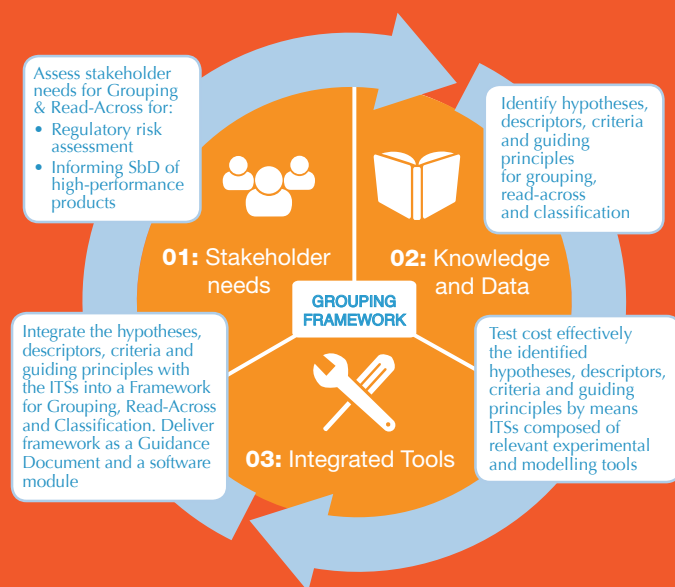 Assess stakeholder
needs for Grouping
& Read-Across for:
• Regulatory risk
assessment
• Informing SbD of
high-performance
products
Identify hypotheses,
descriptors, criteria
and guiding
principles
for grouping,
read-across
and classification
01: Stakeholder
needs
02: Knowledge
and Data
GROUPING
FRAMEWORK
Integrate the hypotheses,
descriptors, criteria and
guiding principles with
the ITSs into a Framework
for Grouping, Read-Across
and Classification. Deliver
framework as a Guidance
Document and a software
module
Test cost effectively
the identified
hypotheses, descriptors,
criteria and guiding
principles by means
ITSs composed of
relevant experimental
and modelling tools
03: Integrated Tools